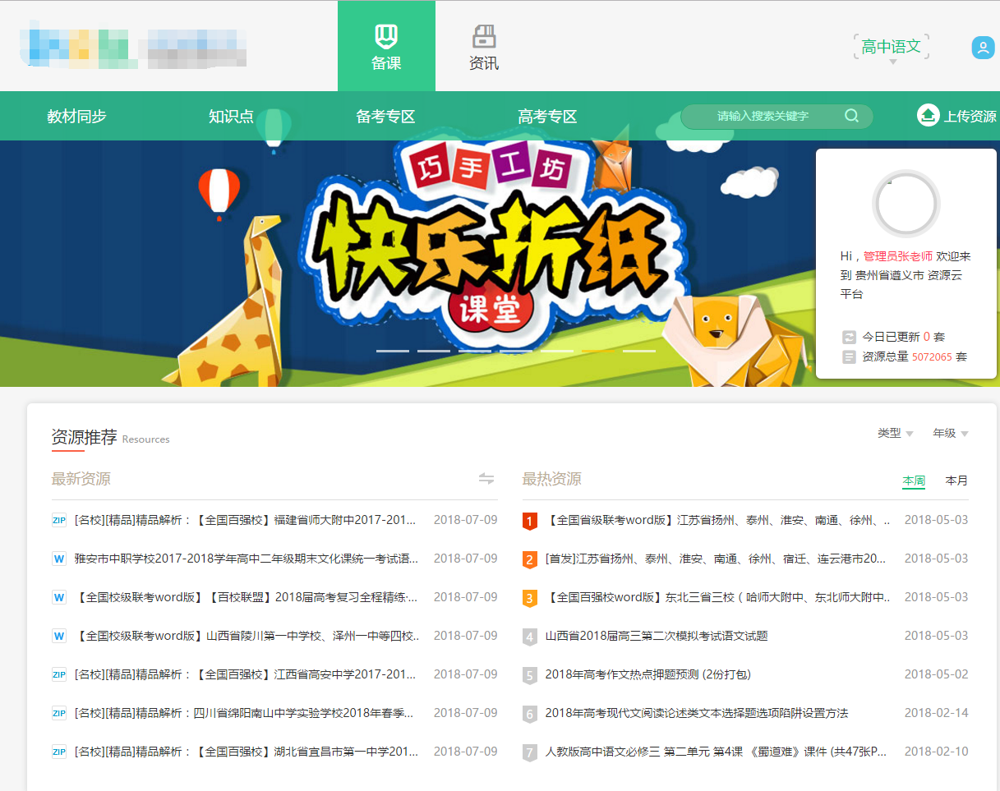 备课
资讯
高中语文
教材同步
知识点
备考专区
高考专区
请输入搜索关键字
上传资源
巧手工坊
快乐折纸
课堂
Hi，管理员张老师 欢迎来
到 贵州省遵义市 资源云
平台
今日已更新 0 套
资源总量 5072065 套
资源推荐 Resources
类型
年级
最新资源
ZIP [名校][精品]精品解析：【全国百强校】福建省师大附中2017-201... 2018-07-09
W 雅安市中职学校2017-2018学年高中二年级期末文化课统一考试语... 2018-07-09
W 【全国校级联考word版】【百校联盟】2018届高考复习全程精练·... 2018-07-09
W 【全国校级联考word版】山西省陵川第一中学校、泽州一中等四校.. 2018-07-09
ZIP [名校][精品]精品解析：【全国百强校】江西省高安中学2017-201... 2018-07-09
ZIP [名校][精品]精品解析：四川省绵阳南山中学实验学校2018年春季... 2018-07-09
ZIP [名校][精品]精品解析：【全国百强校】湖北省宜昌市第一中学201... 2018-07-09
最热资源
本周
本月
1 【全国省级联考word版】江苏省扬州、泰州、淮安、南通、徐州、.. 2018-05-03
2 [首发]江苏省扬州、泰州、淮安、南通、徐州、宿迁、连云港市20... 2018-05-03
3 【全国百强校word版】东北三省三校（哈师大附中、东北师大附中.. 2018-05-03
4 山西省2018届高三第二次模拟考试语文试题 2018-05-03
5 2018年高考作文热点押题预测 (2份打包) 2018-05-02
6 2018年高考现代文阅读论述类文本选择题选项陷阱设置方法 2018-02-14
7 人教版高中语文必修三 第二单元 第4课 《蜀道难》课件 (共47张P... 2018-02-10